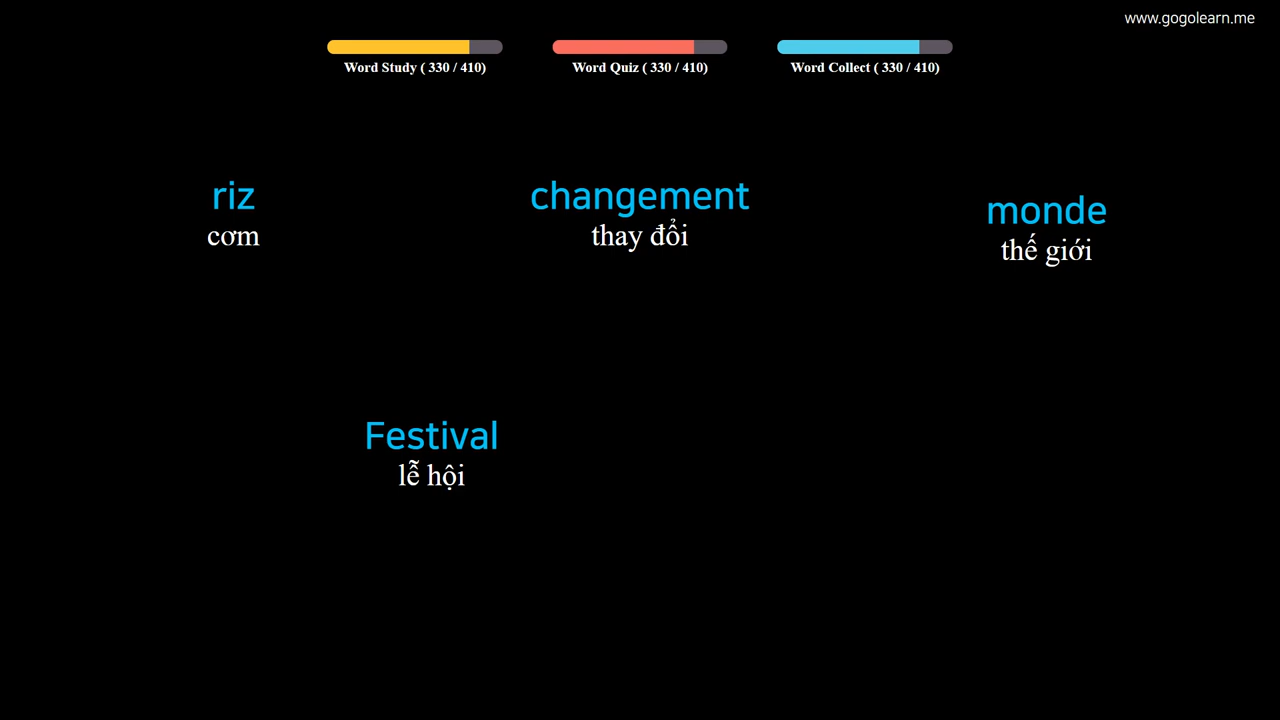 www.gogolearn.me
Word Study ( 330 / 410)
Word Quiz ( 330 / 410)
Word Collect ( 330 / 410)
riz
cơm
changement
thay đổi
monde
thế giới
Festival
lễ hội